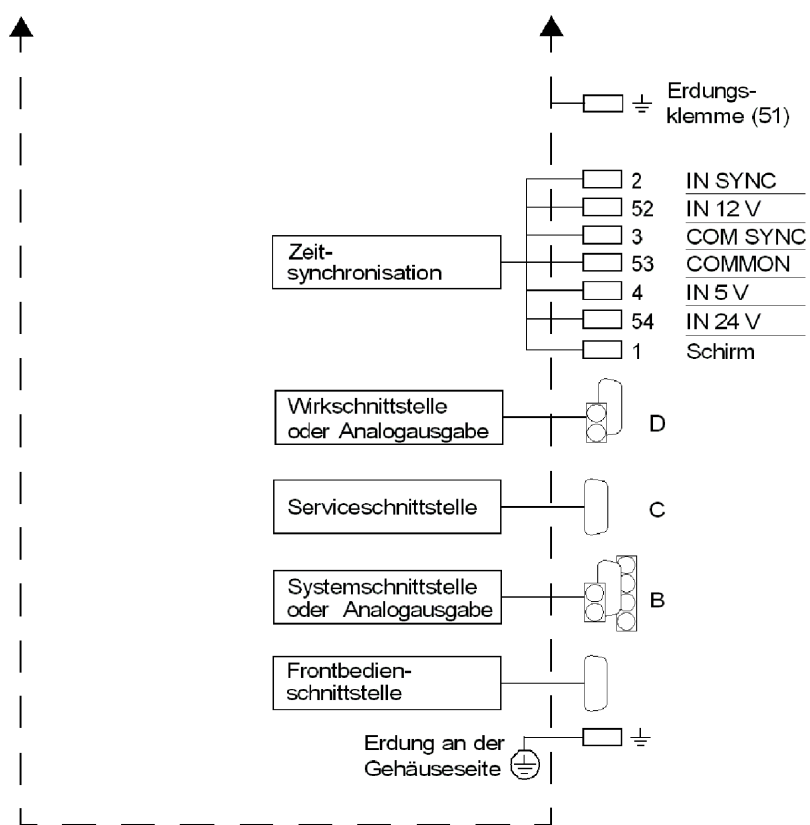 Erdungs-
klemme (51)
2 IN SYNC
52 IN 12 V
3 COM SYNC
53 COMMON
4 IN 5 V
54 IN 24 V
1 Schirm
Zeit-
synchronisation
Wirkschnittstelle
oder Analogausgabe
D
Serviceschnittstelle
C
Systemschnittstelle
oder Analogausgabe
B
Frontbedien-
schnittstelle
Erdung an der
Gehäuseseite